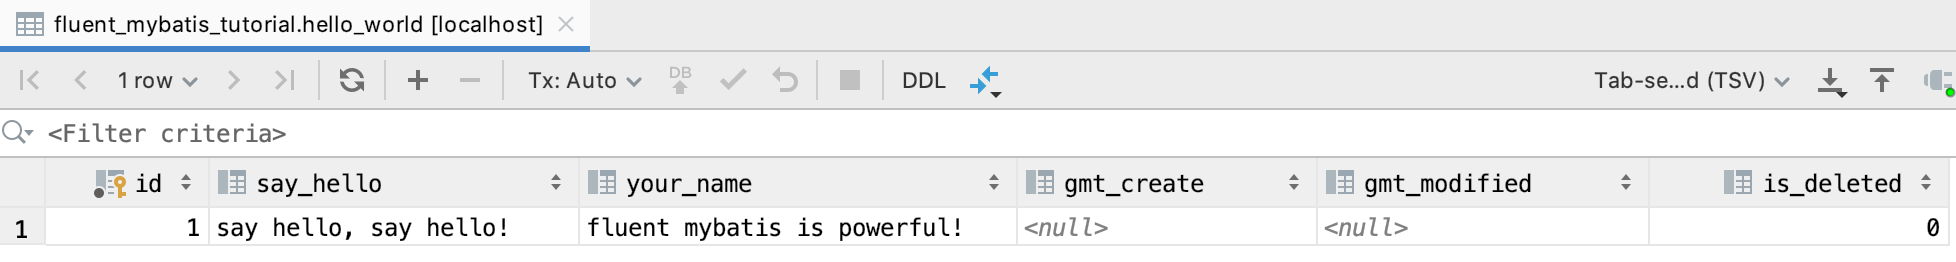 fluent_mybatis_tutorial.hello_world [localhost]
1 row Tx: Auto DB DDL Tab-se...d (TSV)
<Filter criteria>
id say_hello your_name gmt_create gmt_modified is_deleted
1 1 say hello, say hello! fluent mybatis is powerful! <null> <null> 0